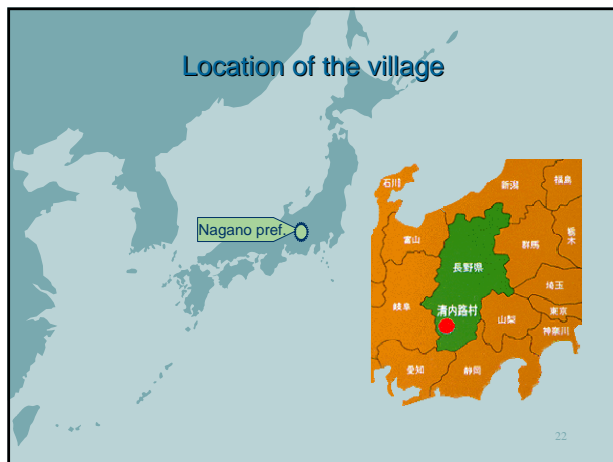 Location of the village
Nagano pref.
石川
新潟
福島
富山
群馬
栃木
長野県
埼玉
岐阜
清内路村
山梨
東京
神奈川
愛知
静岡
22